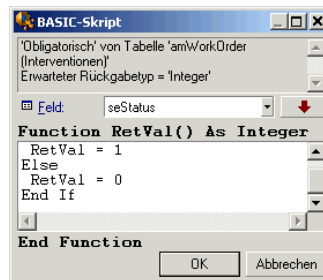 BASIC-Skript
'Obligatorisch' von Tabelle 'amWorkOrder
(Interventionen)'
Erwarteter Rückgabetyp = 'Integer'
Feld: seStatus
Function RetVal() As Integer
RetVal = 1
Else
RetVal = 0
End If
End Function
OK Abbrechen